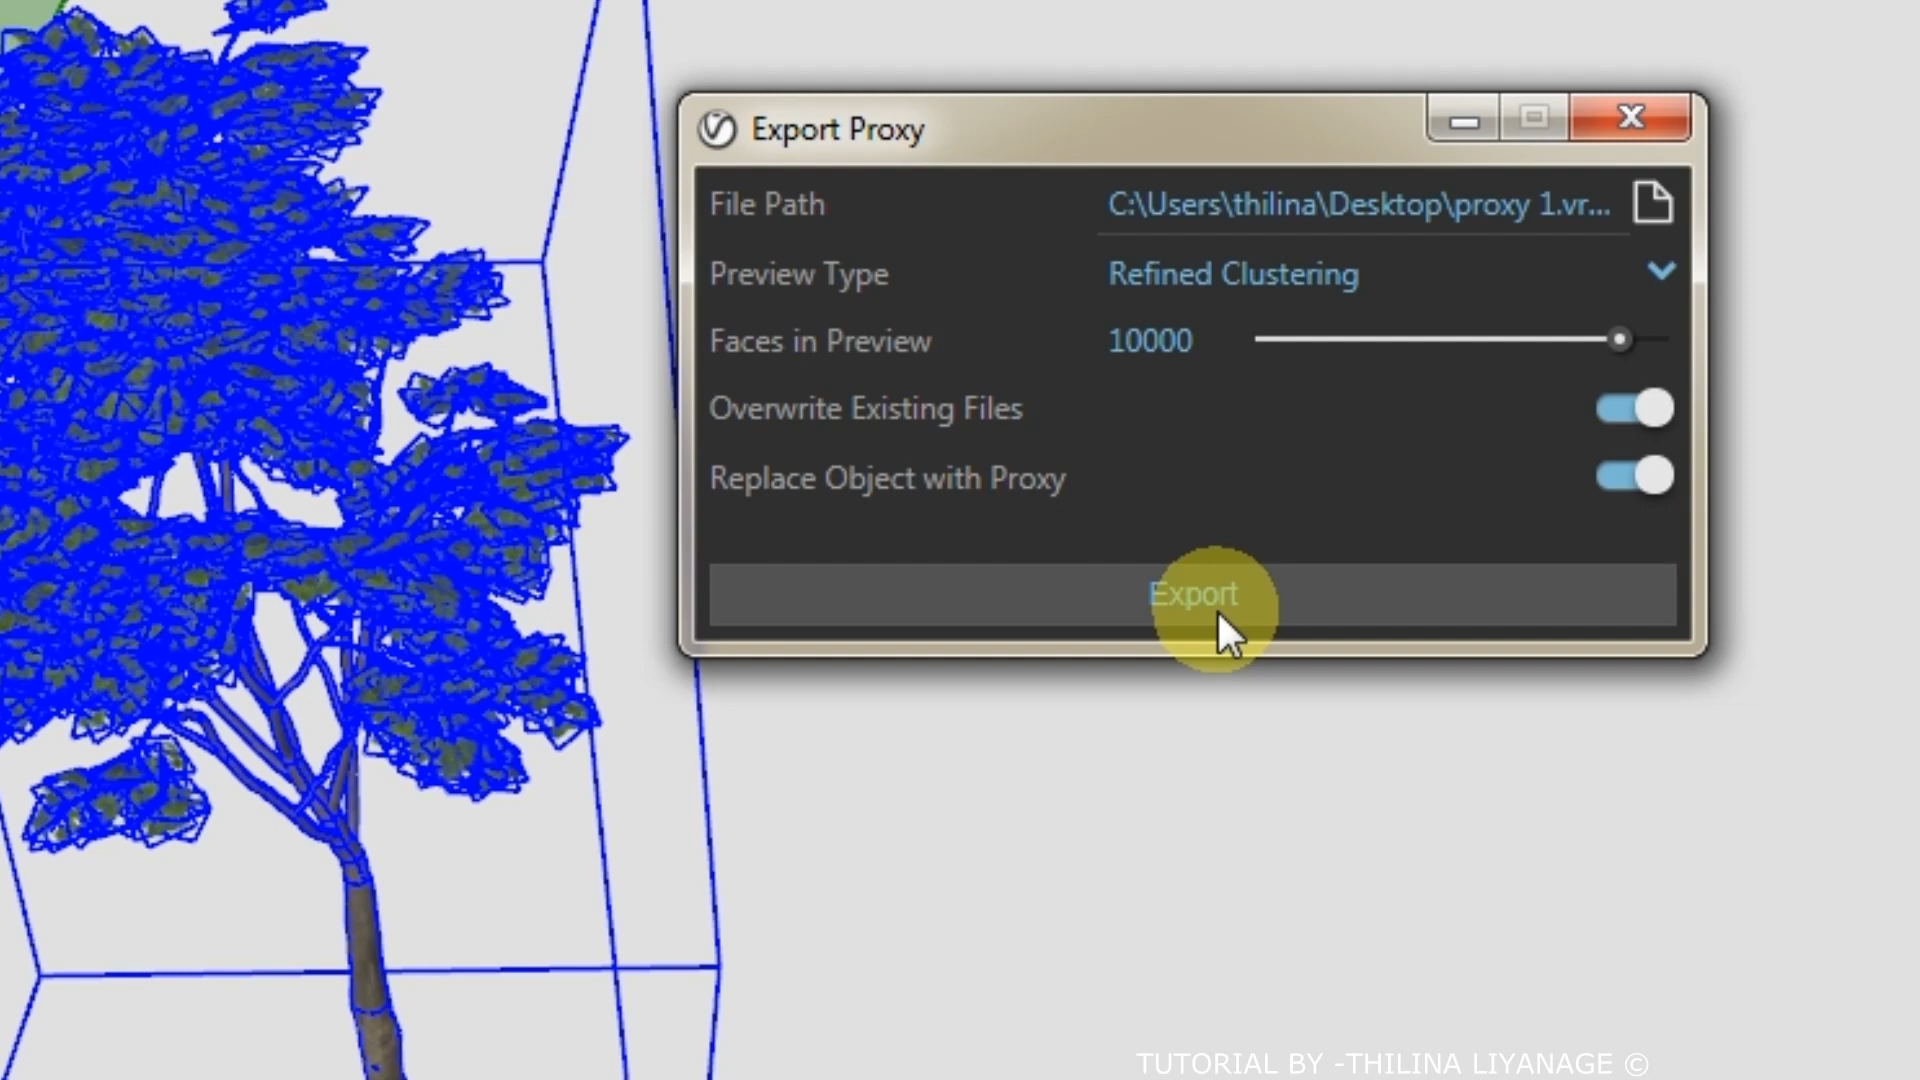 Export Proxy
File Path C:\Users\thilina\Desktop\proxy 1.vr...
Preview Type Refined Clustering
Faces in Preview 10000
Overwrite Existing Files
Replace Object with Proxy
Export
TUTORIAL BY -THILINA LIYANAGE ©